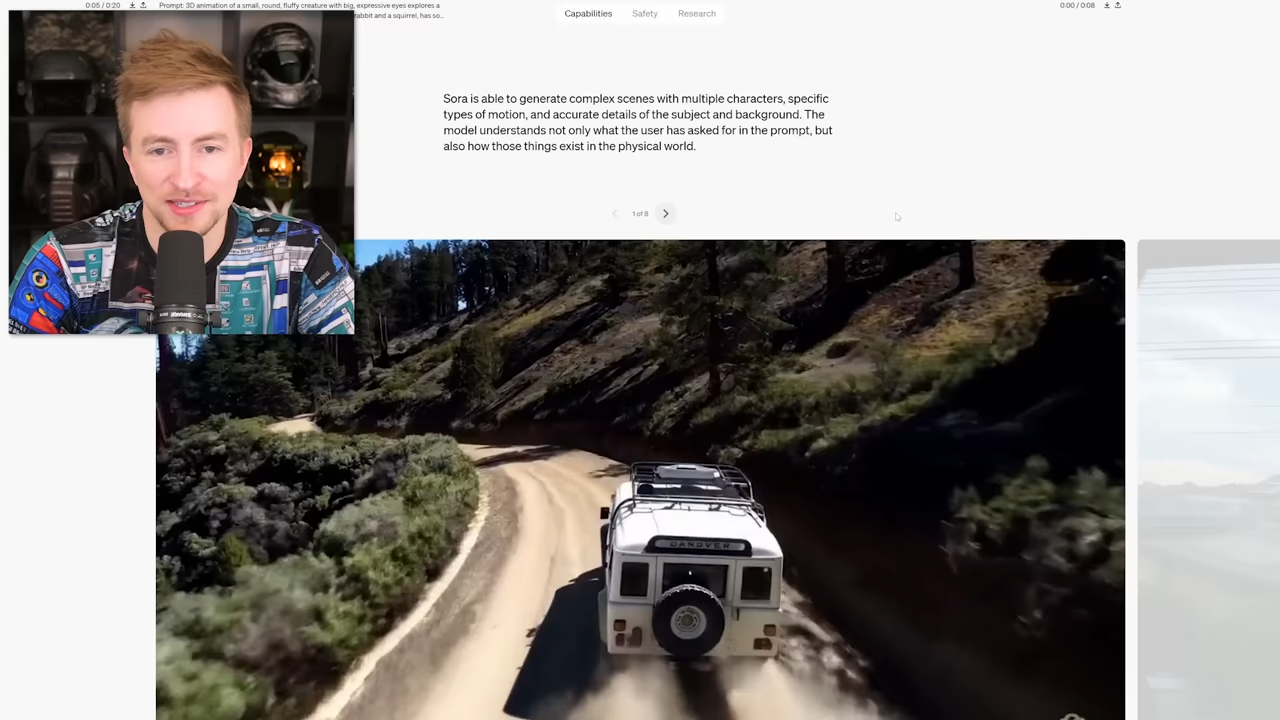 0:05 / 0:20
Prompt: 3D animation of a small, round, fluffy creature with big, expressive eyes explores a
rabbit and a squirrel, has so...
Capabilities
Safety
Research
0:00 / 0:08
Sora is able to generate complex scenes with multiple characters, specific
types of motion, and accurate details of the subject and background. The
model understands not only what the user has asked for in the prompt, but
also how those things exist in the physical world.
1 of 8
DANOVER